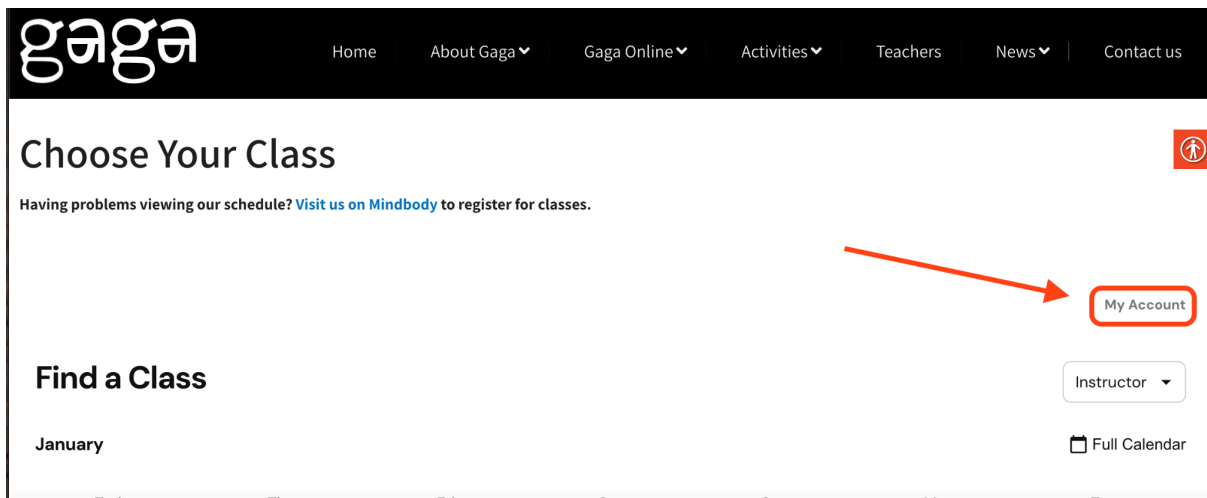 gaga
Home About Gaga Gaga Online Activities Teachers News Contact us
Choose Your Class
Having problems viewing our schedule? Visit us on Mindbody to register for classes.
My Account
Find a Class
Instructor
January
Full Calendar